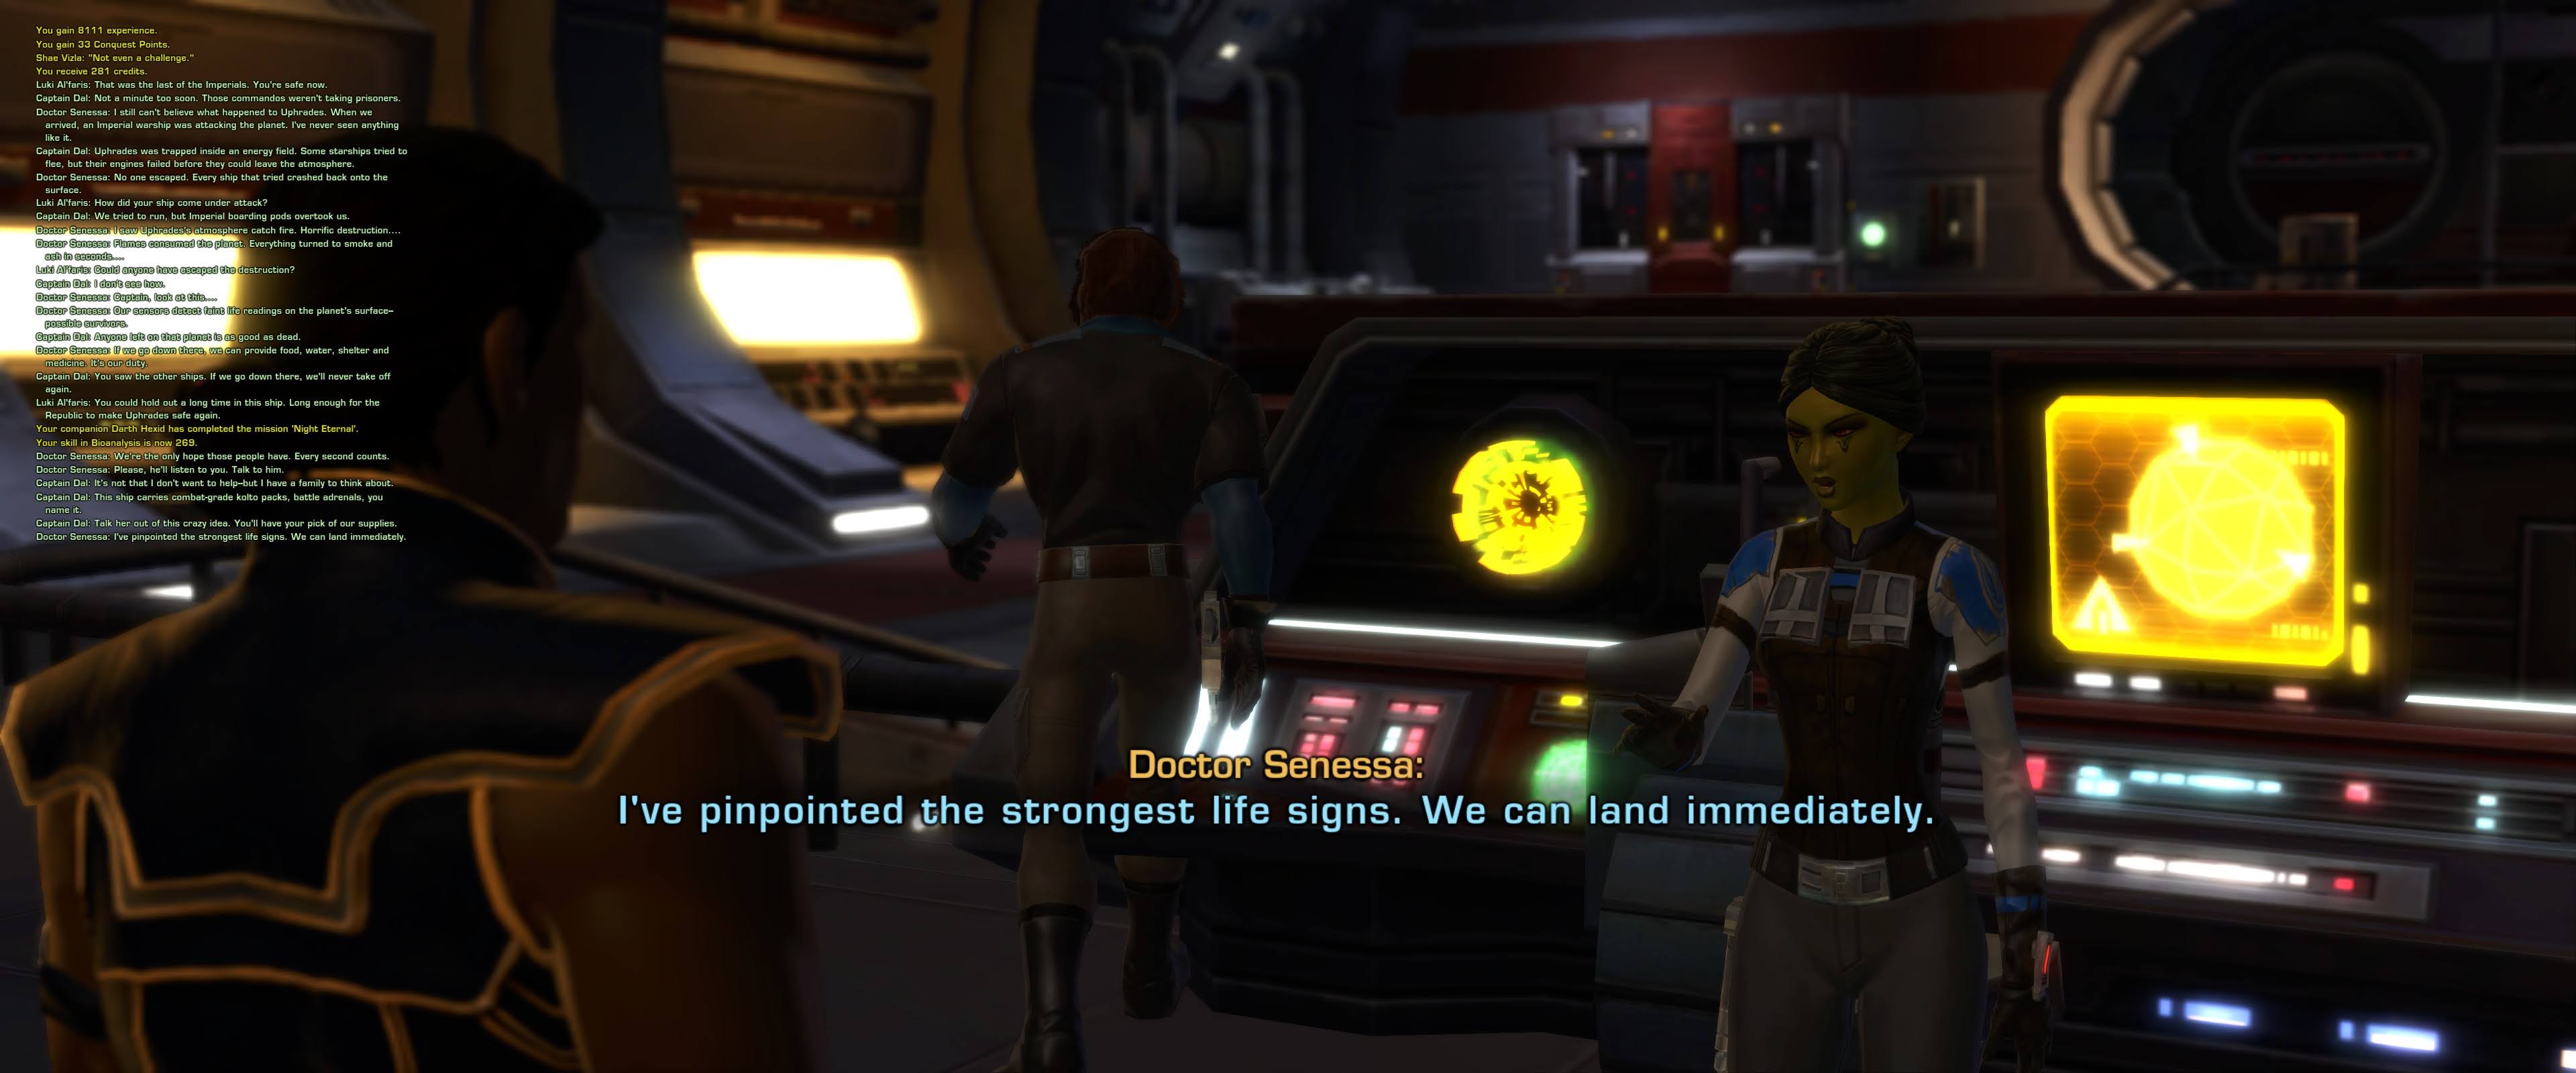 You gain 8111 experience.
You gain 33 Conquest Points.
Shae Vizla: "Not even a challenge."
You receive 281 credits.
Luki Al'faris: That was the last of the Imperials. You're safe now.
Captain Dal: Not a minute too soon. Those commandos weren't taking prisoners.
Doctor Senessa: I still can't believe what happened to Uphrades. When we
arrived, an Imperial warship was attacking the planet. I've never seen anything
like it.
Captain Dal: Uphrades was trapped inside an energy field. Some starships tried to
flee, but their engines failed before they could leave the atmosphere.
Doctor Senessa: No one escaped. Every ship that tried crashed back onto the
surface.
Luki Al'faris: How did your ship come under attack?
Captain Dal: We tried to run, but Imperial boarding pods overtook us.
Doctor Senessa: I saw Uphrades's atmosphere catch fire. Horrific destruction....
Doctor Senessa: Flames consumed the planet. Everything turned to smoke and
ash in seconds....
Luki Al'faris: Could anyone have escaped the destruction?
Captain Dal: I don't see how.
Doctor Senessa: Captain, look at this....
Doctor Senessa: Our sensors detect faint life readings on the planet's surface–
possible survivors.
Captain Dal: Anyone left on that planet is as good as dead.
Doctor Senessa: If we go down there, we can provide food, water, shelter and
medicine. It's our duty.
Captain Dal: You saw the other ships. If we go down there, we'll never take off
again.
Luki Al'faris: You could hold out a long time in this ship. Long enough for the
Republic to make Uphrades safe again.
Your companion Darth Hexid has completed the mission 'Night Eternal'.
Your skill in Bioanalysis is now 269.
Doctor Senessa: We're the only hope those people have. Every second counts.
Doctor Senessa: Please, he'll listen to you. Talk to him.
Captain Dal: It's not that I don't want to help–but I have a family to think about.
Captain Dal: This ship carries combat-grade kolto packs, battle adrenals, you
name it.
Captain Dal: Talk her out of this crazy idea. You'll have your pick of our supplies.
Doctor Senessa: I've pinpointed the strongest life signs. We can land immediately.
Doctor Senessa:
I've pinpointed the strongest life signs. We can land immediately.